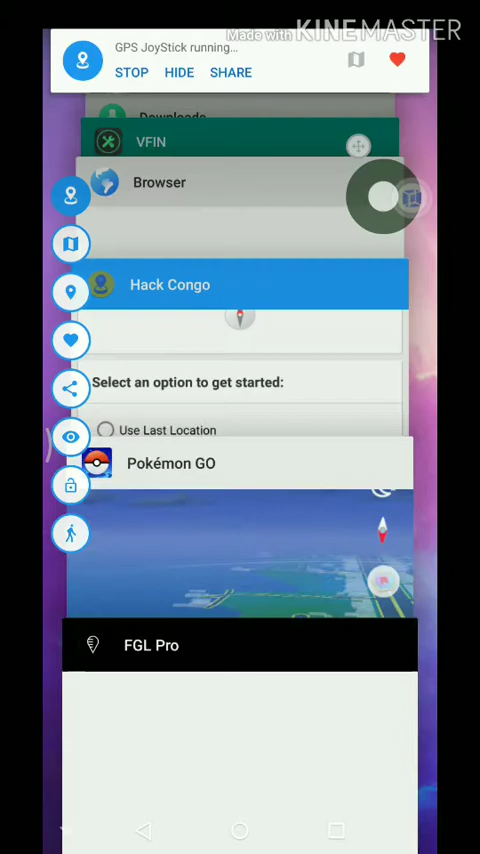 Made with KINEMASTER
GPS JoyStick running...
STOP HIDE SHARE
Downloads
VFIN
Browser
Hack Congo
Select an option to get started:
Use Last Location
Pokémon GO
FGL Pro